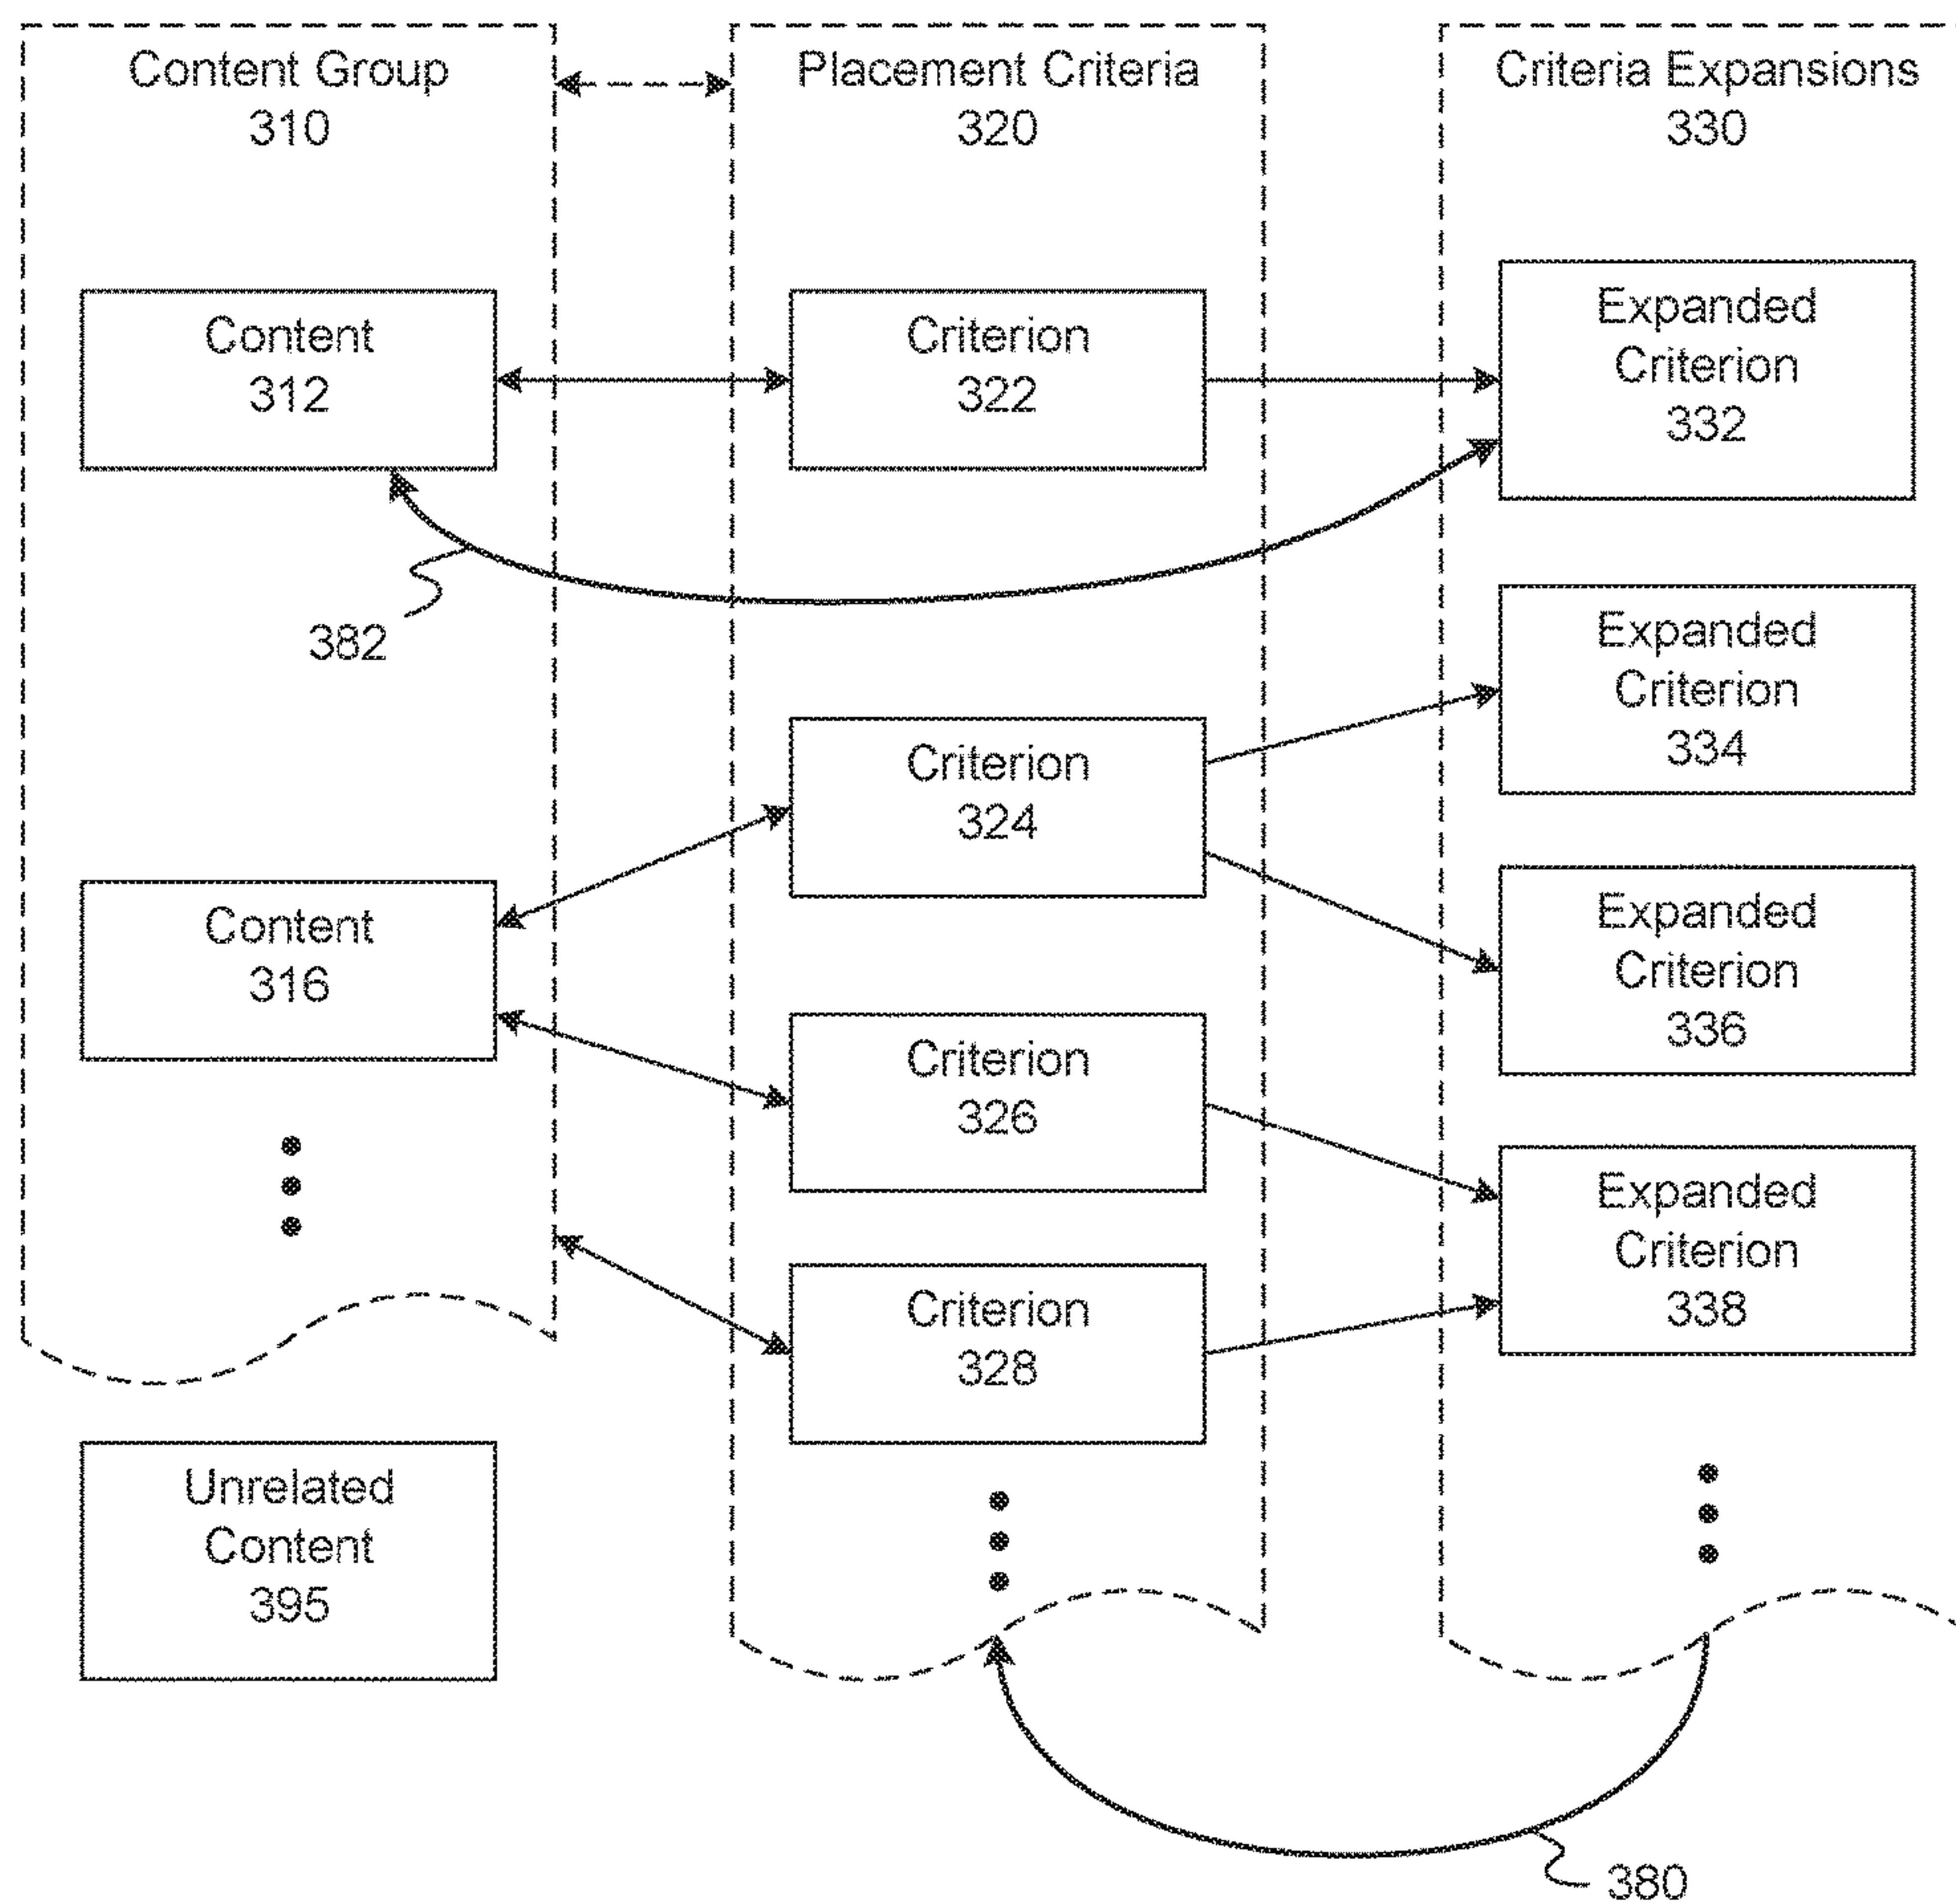 Content Group
310
Placement Criteria
320
Criteria Expansions
330
Content
312
Criterion
322
Expanded
Criterion
332
382
Expanded
Criterion
334
Criterion
324
Content
316
Expanded
Criterion
336
Criterion
326
Expanded
Criterion
338
Criterion
328
Unrelated
Content
395
380